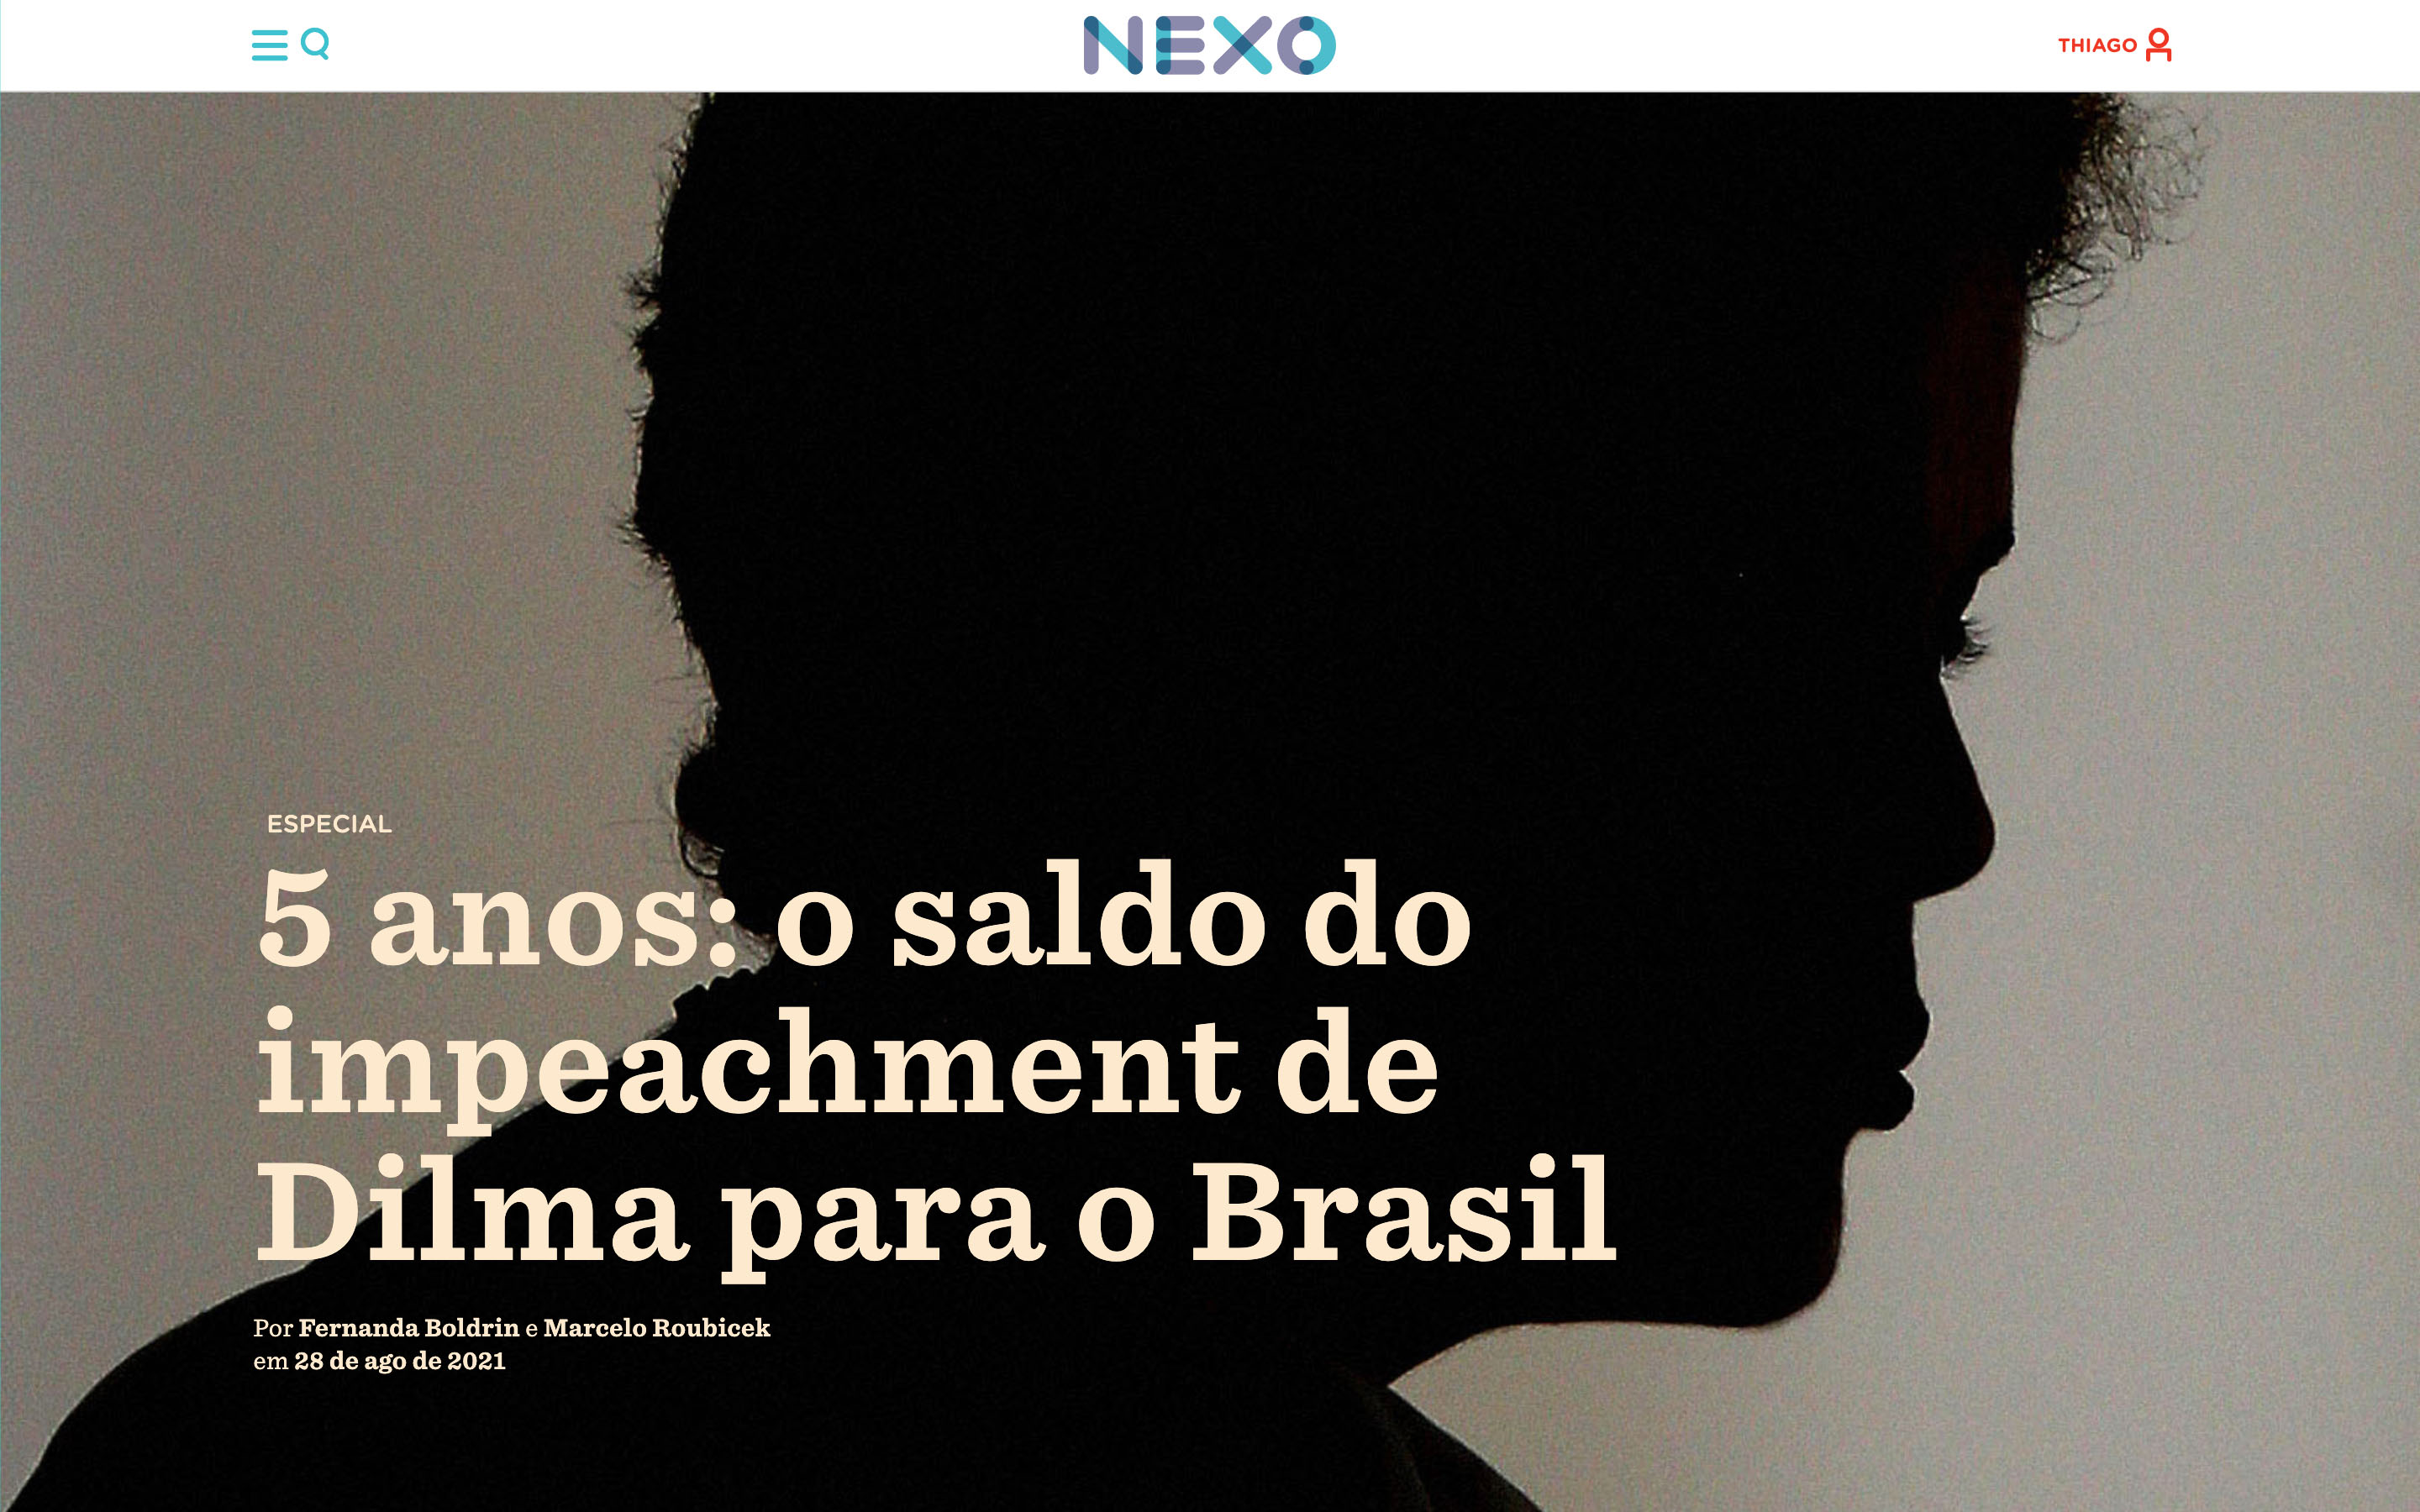 NEXO
THIAGO
ESPECIAL
5 anos: o saldo do
impeachment de
Dilma para o Brasil
Por Fernanda Boldrin e Marcelo Roubicek
em 28 de ago de 2021